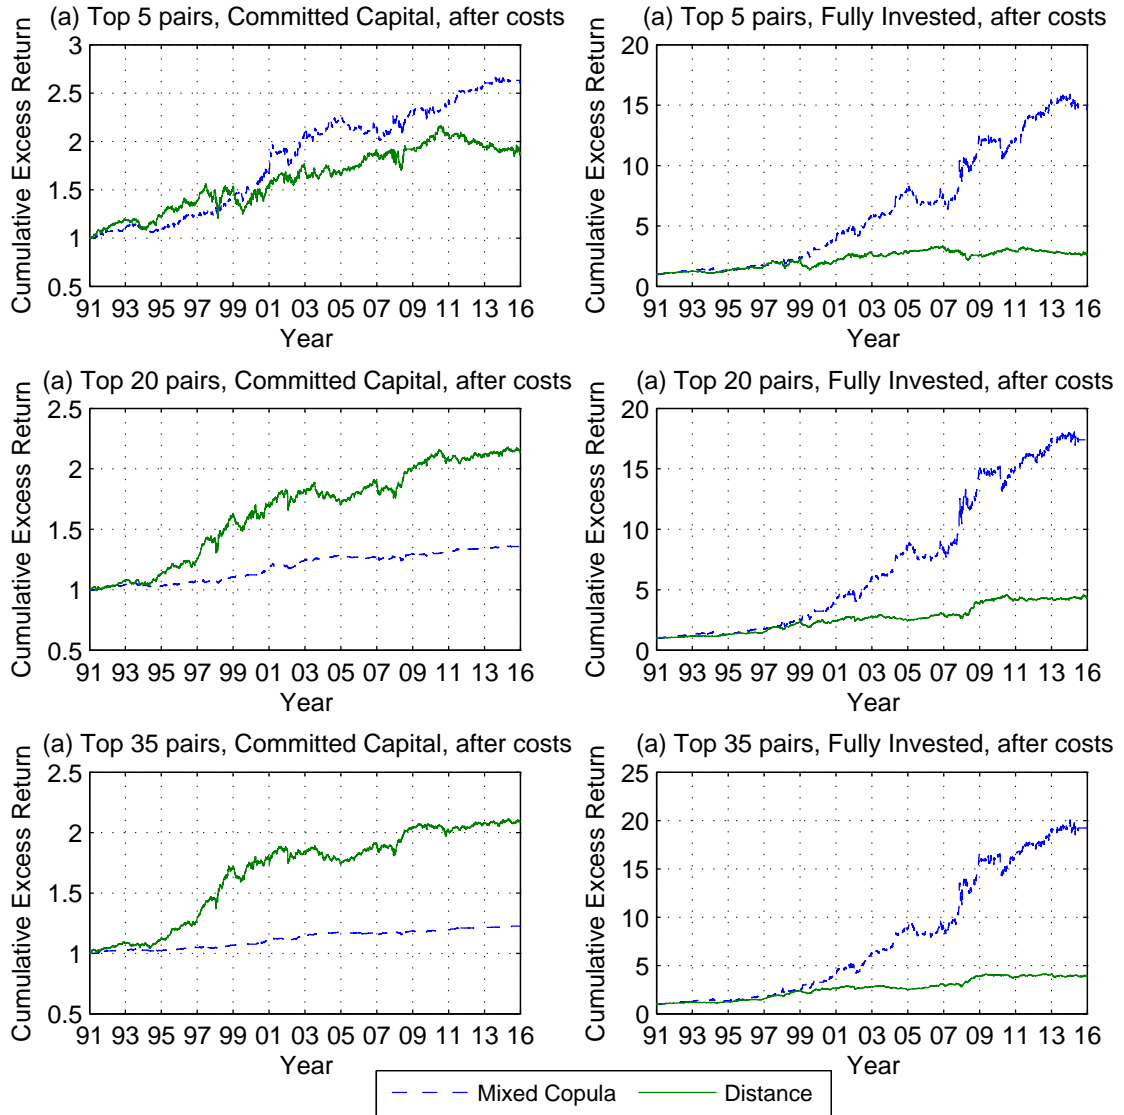 (a) Top 5 pairs, Committed Capital, after costs
Cumulative Excess Return
3
2.5
2
1.5
1
0.5
91 93 95 97 99 01 03 05 07 09 11 13 16
Year
(a) Top 5 pairs, Fully Invested, after costs
Cumulative Excess Return
20
15
10
5
0
91 93 95 97 99 01 03 05 07 09 11 13 16
Year
(a) Top 20 pairs, Committed Capital, after costs
Cumulative Excess Return
2.5
2
1.5
1
0.5
91 93 95 97 99 01 03 05 07 09 11 13 16
Year
(a) Top 20 pairs, Fully Invested, after costs
Cumulative Excess Return
20
15
10
5
0
91 93 95 97 99 01 03 05 07 09 11 13 16
Year
(a) Top 35 pairs, Committed Capital, after costs
Cumulative Excess Return
2.5
2
1.5
1
0.5
91 93 95 97 99 01 03 05 07 09 11 13 16
Year
(a) Top 35 pairs, Fully Invested, after costs
Cumulative Excess Return
25
20
15
10
5
0
91 93 95 97 99 01 03 05 07 09 11 13 16
Year
Mixed Copula
Distance